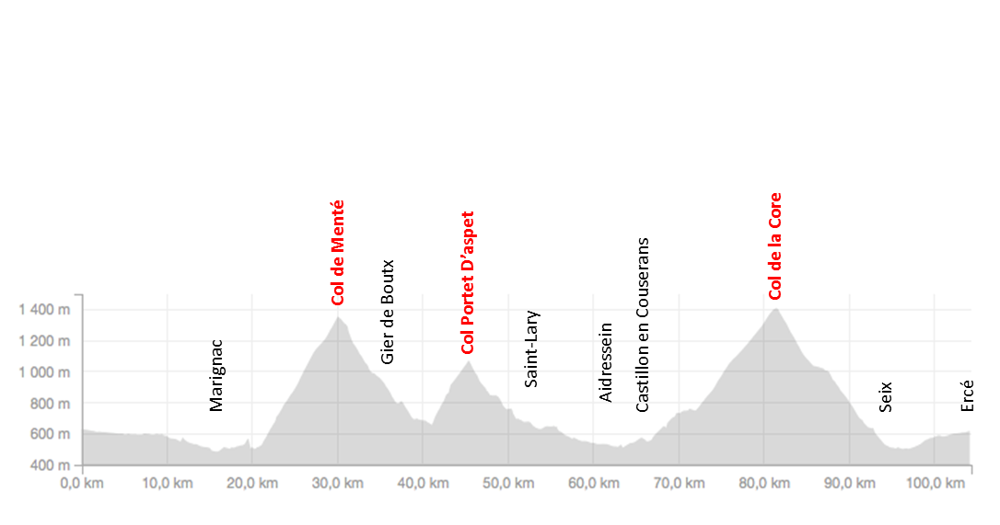 Col de Menté
Gier de Boutx
Col Portet D’aspet
Castillon en Couserans
Col de la Core
Marignac
Saint-Lary
Aidressein
Seix
Ercé
1 400 m
1 200 m
1 000 m
800 m
600 m
400 m
0,0 km
10,0 km
20,0 km
30,0 km
40,0 km
50,0 km
60,0 km
70,0 km
80,0 km
90,0 km
100,0 km